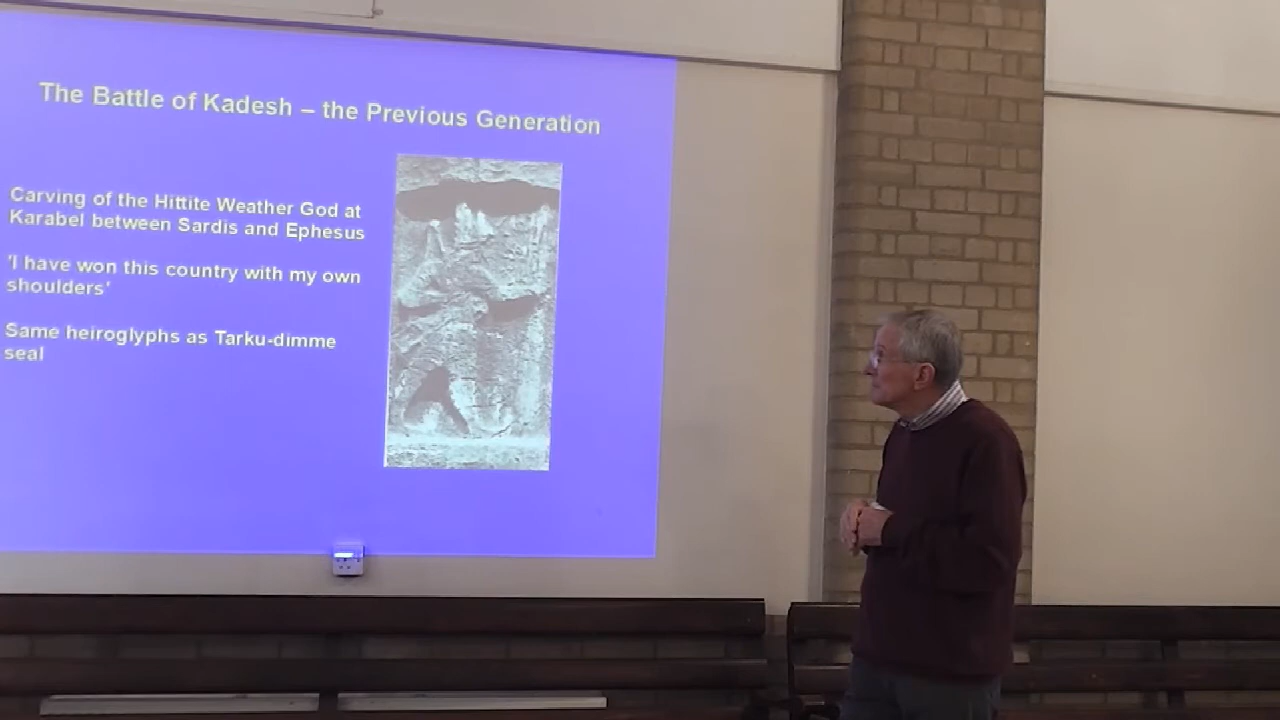 The Battle of Kadesh – the Previous Generation
Carving of the Hittite Weather God at
Karabel between Sardis and Ephesus
'I have won this country with my own
shoulders'
Same heiroglyphs as Tarku-dimme
seal